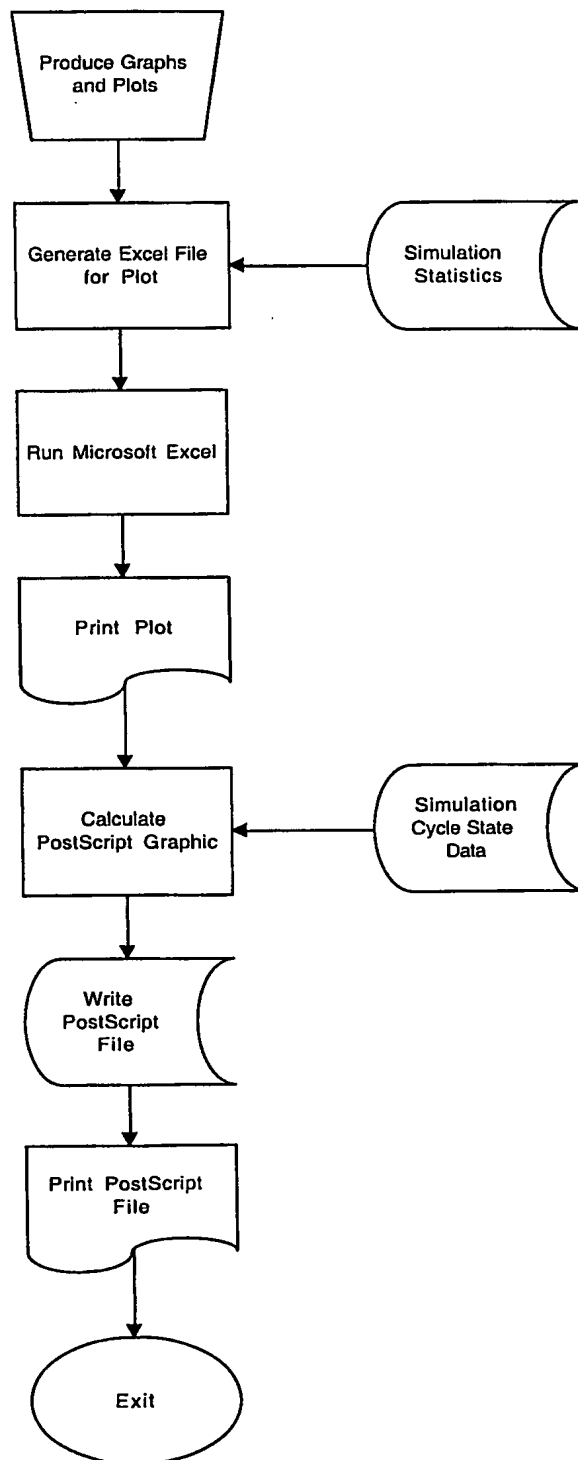 Produce Graphs
and Plots
Generate Excel File
for Plot
Simulation
Statistics
Run Microsoft Excel
Print Plot
Calculate
PostScript Graphic
Simulation
Cycle State
Data
Write
PostScript
File
Print PostScript
File
Exit